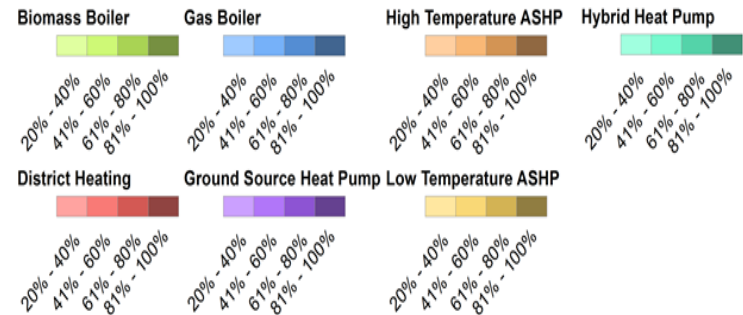 Biomass Boiler
20% - 40%
41% - 60%
61% - 80%
81% - 100%
Gas Boiler
20% - 40%
41% - 60%
61% - 80%
81% - 100%
High Temperature ASHP
20% - 40%
41% - 60%
61% - 80%
81% - 100%
Hybrid Heat Pump
20% - 40%
41% - 60%
61% - 80%
81% - 100%
District Heating
20% - 40%
41% - 60%
61% - 80%
81% - 100%
Ground Source Heat Pump
20% - 40%
41% - 60%
61% - 80%
81% - 100%
Low Temperature ASHP
20% - 40%
41% - 60%
61% - 80%
81% - 100%